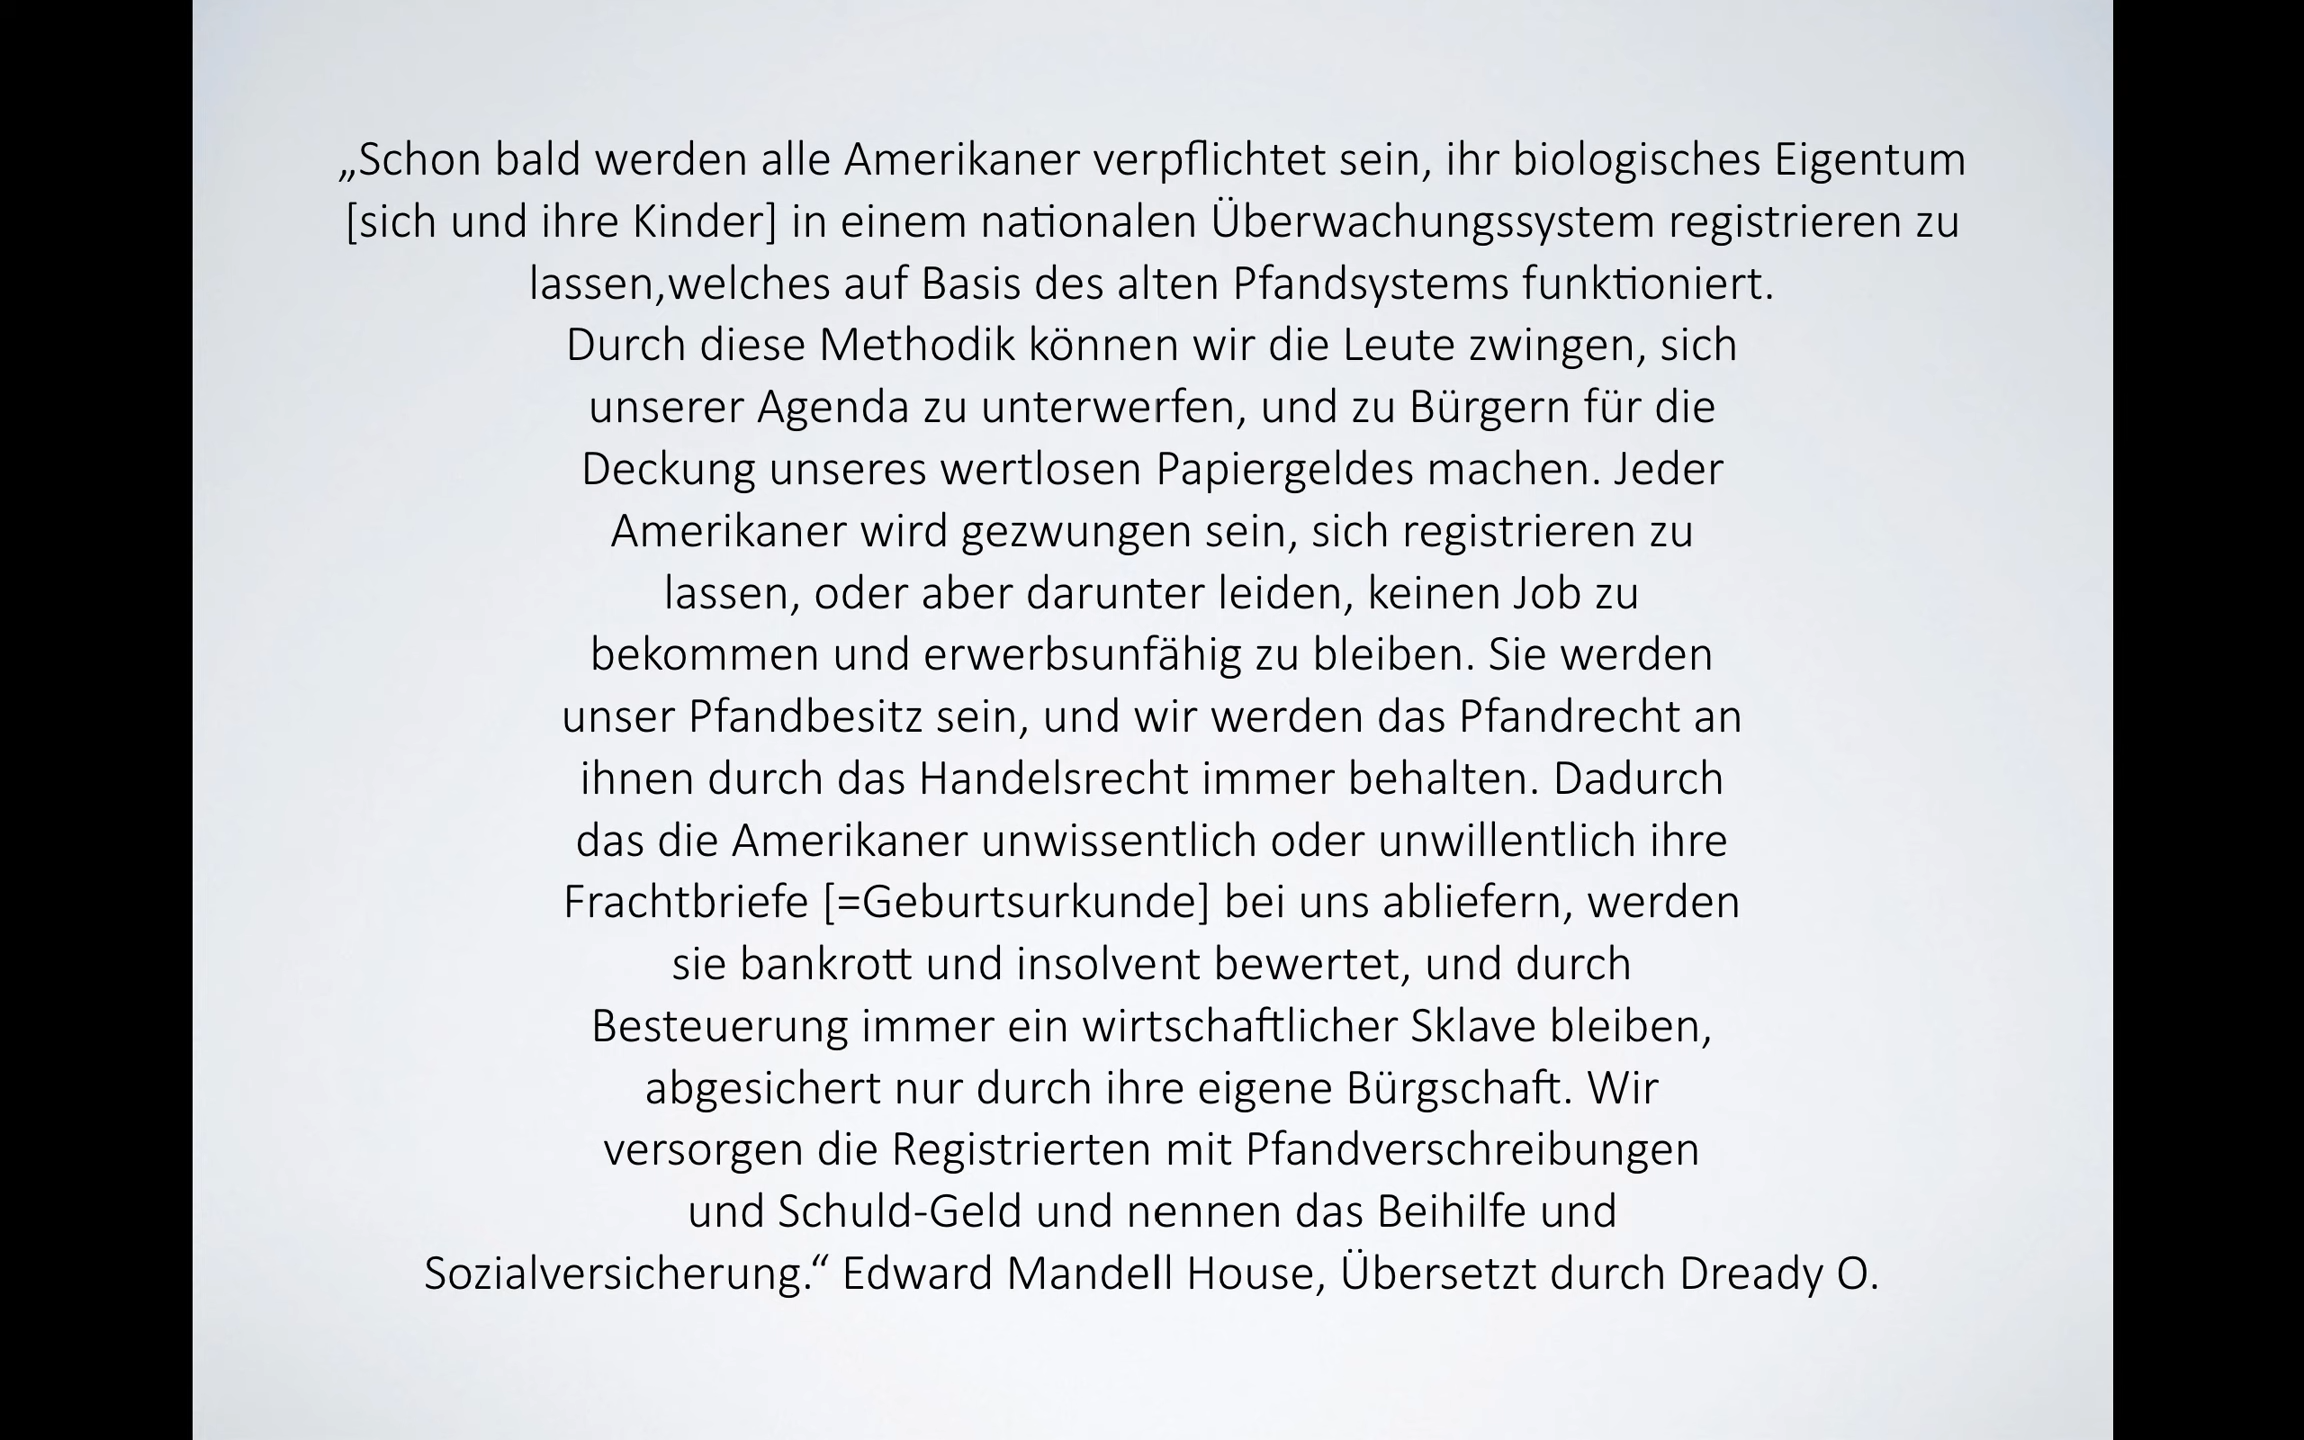 „Schon bald werden alle Amerikaner verpflichtet sein, ihr biologisches Eigentum
[sich und ihre Kinder] in einem nationalen Überwachungssystem registrieren zu
lassen,welches auf Basis des alten Pfandsystems funktioniert.
Durch diese Methodik können wir die Leute zwingen, sich
unserer Agenda zu unterwerfen, und zu Bürgern für die
Deckung unseres wertlosen Papiergeldes machen. Jeder
Amerikaner wird gezwungen sein, sich registrieren zu
lassen, oder aber darunter leiden, keinen Job zu
bekommen und erwerbsunfähig zu bleiben. Sie werden
unser Pfandbesitz sein, und wir werden das Pfandrecht an
ihnen durch das Handelsrecht immer behalten. Dadurch
das die Amerikaner unwissentlich oder unwillentlich ihre
Frachtbriefe [=Geburtsurkunde] bei uns abliefern, werden
sie bankrott und insolvent bewertet, und durch
Besteuerung immer ein wirtschaftlicher Sklave bleiben,
abgesichert nur durch ihre eigene Bürgschaft. Wir
versorgen die Registrierten mit Pfandverschreibungen
und Schuld-Geld und nennen das Beihilfe und
Sozialversicherung.“ Edward Mandell House, Übersetzt durch Dready O.